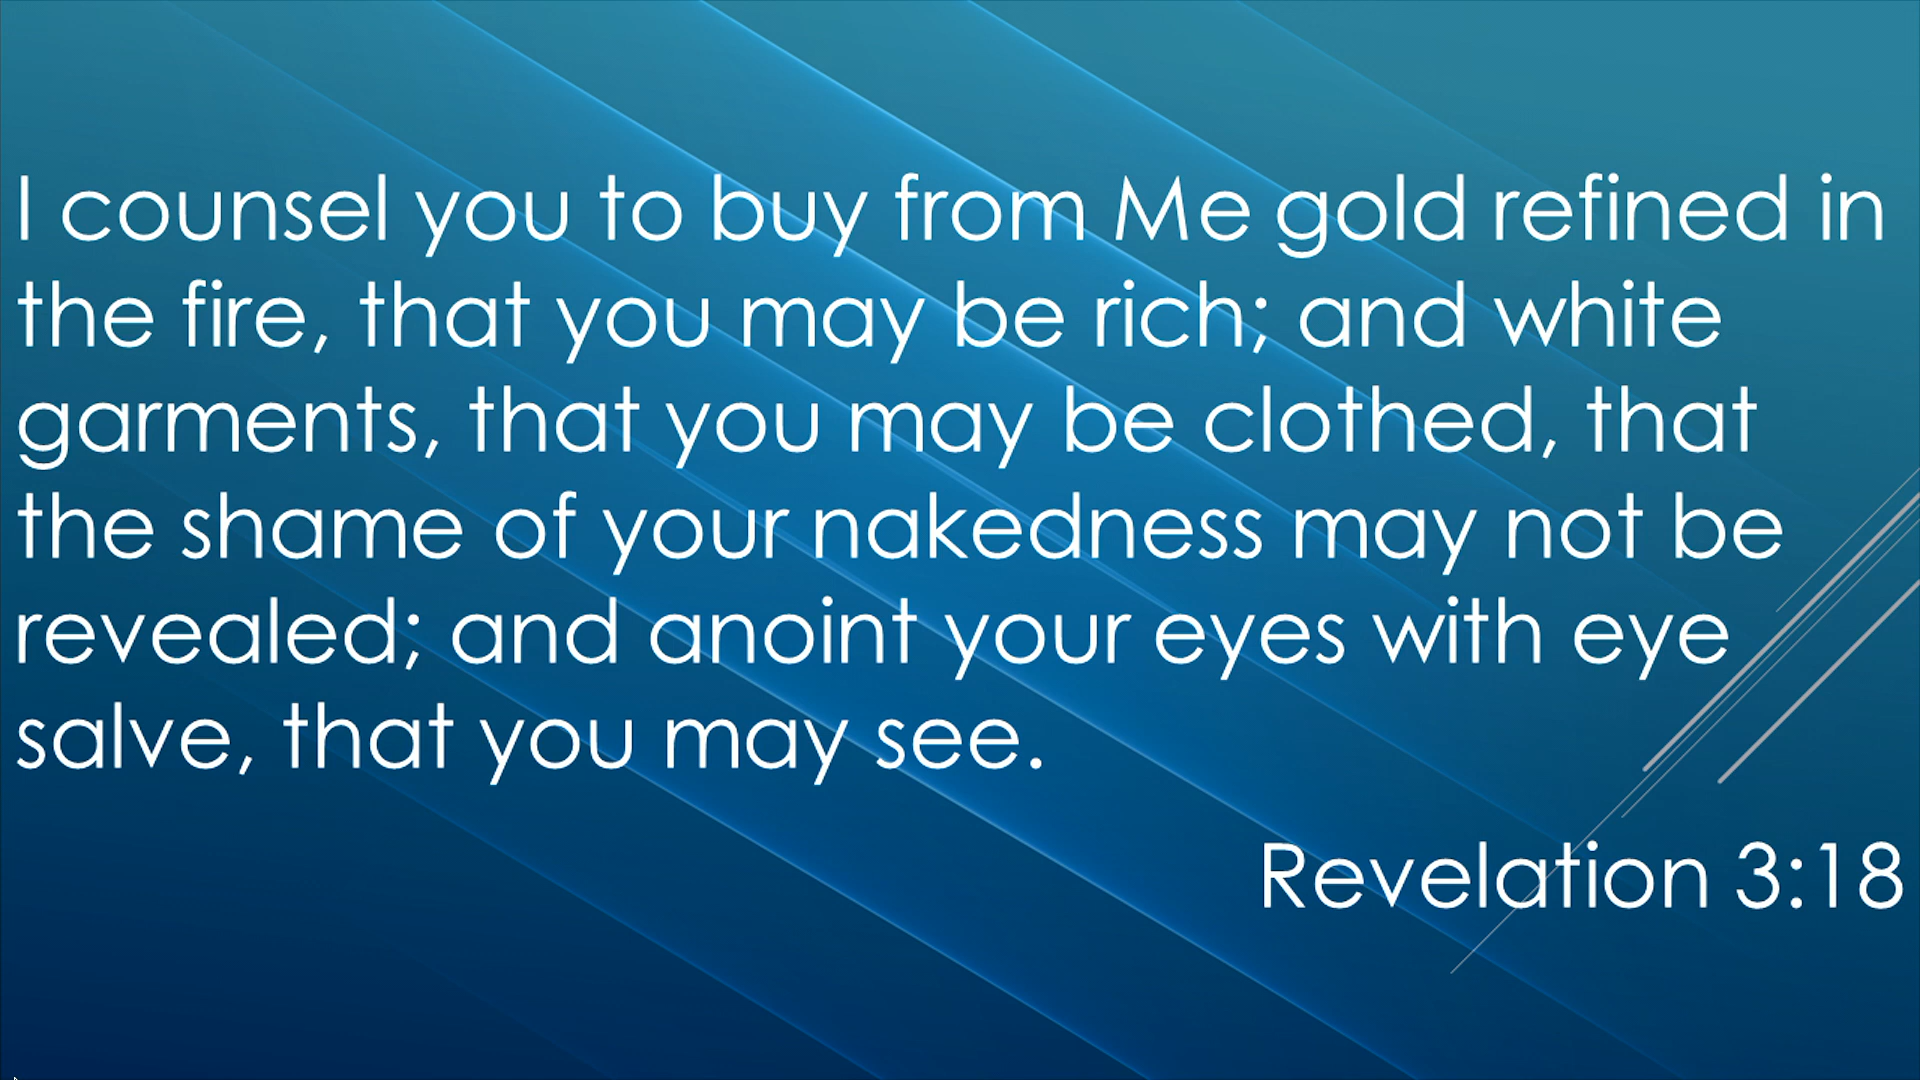 I counsel you to buy from Me gold refined in
the fire, that you may be rich; and white
garments, that you may be clothed, that
the shame of your nakedness may not be
revealed; and anoint your eyes with eye
salve, that you may see.
Revelation 3:18